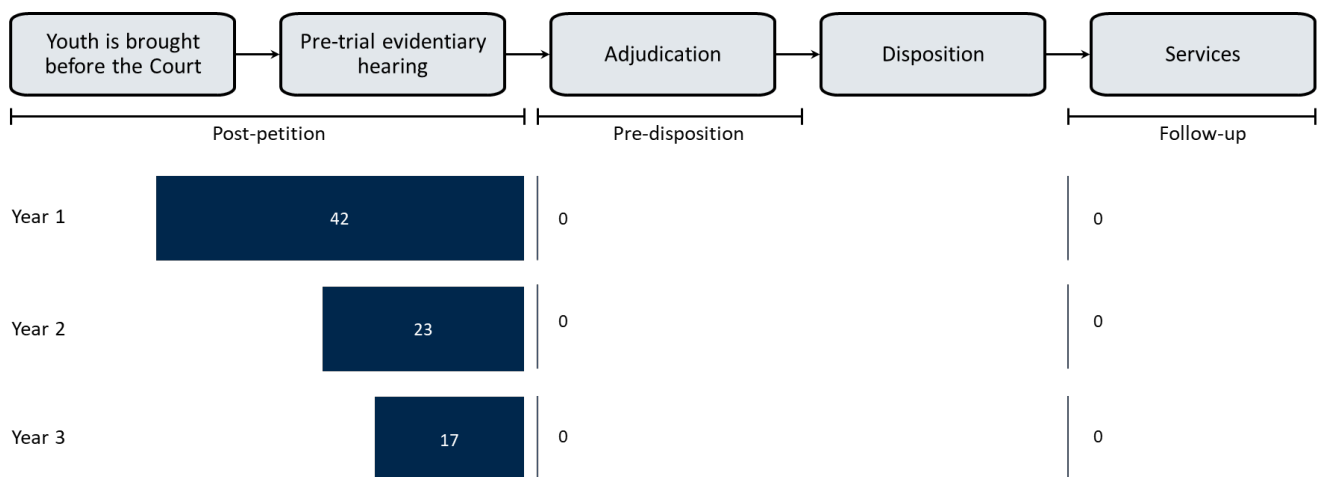 Youth is brought
before the Court
Pre-trial evidentiary
hearing
Adjudication
Disposition
Services
Post-petition
Pre-disposition
Follow-up
Year 1
42
0
0
Year 2
23
0
0
Year 3
17
0
0